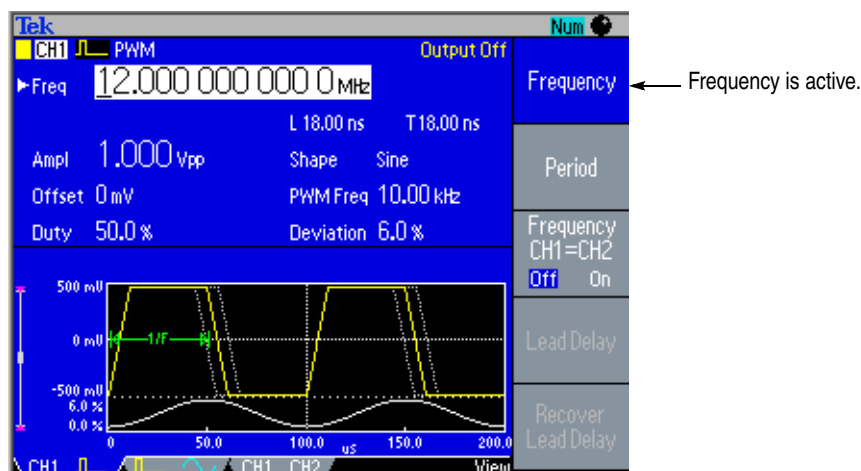 Tek
Num
CH1 PWM
Output Off
Freq 12.000 000 000 0 MHz
L 18.00 ns T18.00 ns
Ampl 1.000 Vpp
Shape Sine
Offset 0 mV
PWM Freq 10.00 kHz
Duty 50.0 %
Deviation 6.0 %
Frequency
Frequency is active.
Period
Frequency
CH1=CH2
Off On
Lead Delay
Recover
Lead Delay
500 mV
0 mV
1/F
-500 mV
6.0 %
0.0 %
0 50.0 100.0 us 150.0 200.0
CH1 CH1 CH2 View